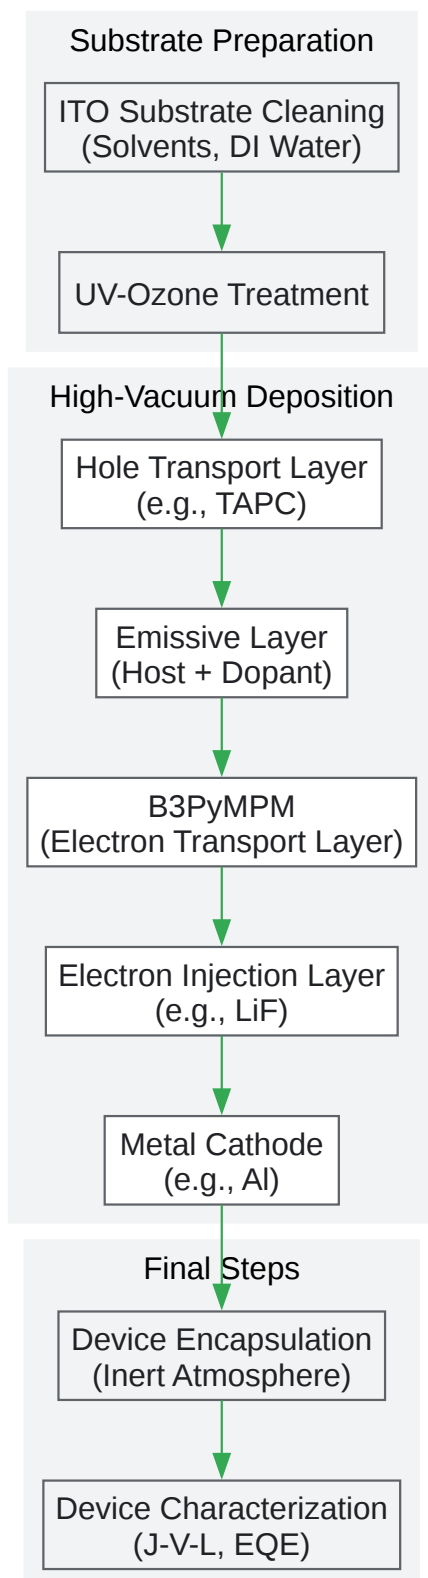 Substrate Preparation
ITO Substrate Cleaning
(Solvents, DI Water)
UV-Ozone Treatment
High-Vacuum Deposition
Hole Transport Layer
(e.g., TAPC)
Emissive Layer
(Host + Dopant)
B3PyMPM
(Electron Transport Layer)
Electron Injection Layer
(e.g., LiF)
Metal Cathode
(e.g., Al)
Final Steps
Device Encapsulation
(Inert Atmosphere)
Device Characterization
(J-V-L, EQE)